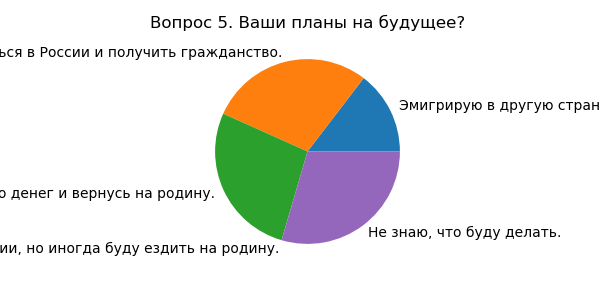 Вопрос 5. Ваши планы на будущее?
ься в России и получить гражданство.
Эмигрирую в другую стран
о денег и вернусь на родину.
Не знаю, что буду делать.
ии, но иногда буду ездить на родину.